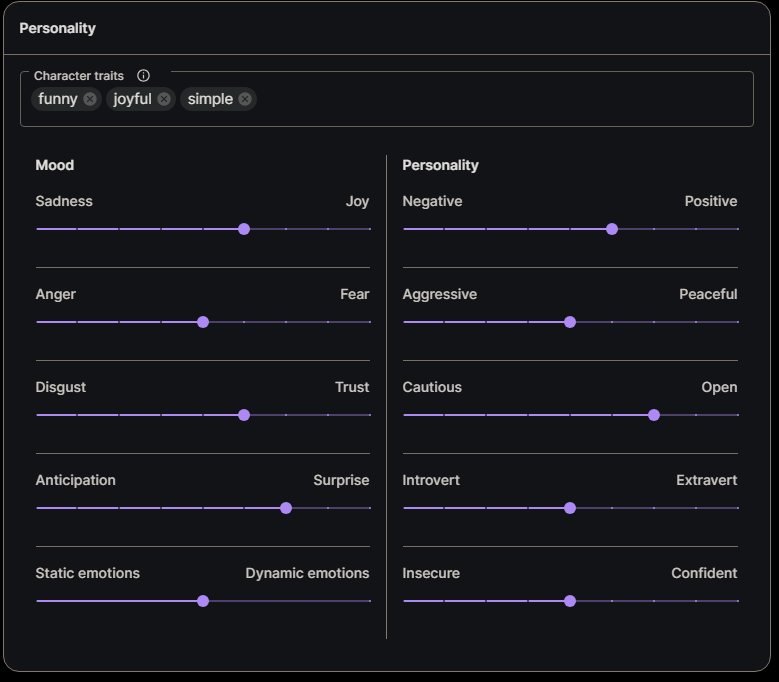 Personality
Character traits
funny joyful simple
Mood
Sadness Joy
Anger Fear
Disgust Trust
Anticipation Surprise
Static emotions Dynamic emotions
Personality
Negative Positive
Aggressive Peaceful
Cautious Open
Introvert Extravert
Insecure Confident